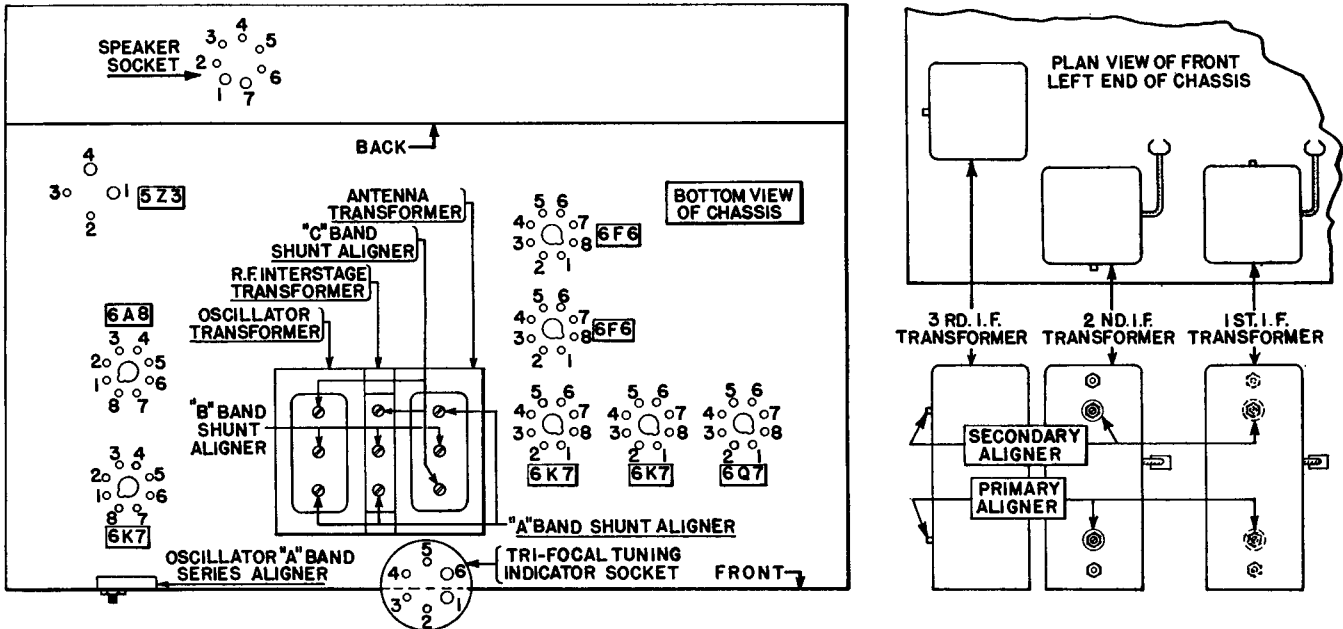 SPEAKER
SOCKET
3
4
5
2
6
1
7
BACK
4
3
1
2
5Z3
ANTENNA
TRANSFORMER
"C" BAND
SHUNT ALIGNER
R.F. INTERSTAGE
TRANSFORMER
OSCILLATOR
TRANSFORMER
BOTTOM VIEW
OF CHASSIS
5 6
4 7
3 8
2 1
6F6
5 6
4 7
3 8
2 1
6F6
6A8
3 4
2 5
1 6
8 7
"B" BAND
SHUNT
ALIGNER
5 6
4 7
3 8
2 1
6K7
5 6
4 7
3 8
2 1
6K7
5 6
4 7
3 8
2 1
6Q7
3 4
2 5
1 6
8 7
6K7
"A" BAND SHUNT ALIGNER
OSCILLATOR "A" BAND
SERIES ALIGNER
5
4 6
3 1
2
TRI-FOCAL TUNING
INDICATOR SOCKET
FRONT
PLAN VIEW OF FRONT
LEFT END OF CHASSIS
3 RD. I.F.
TRANSFORMER
2 ND. I.F.
TRANSFORMER
1 ST. I.F.
TRANSFORMER
SECONDARY
ALIGNER
PRIMARY
ALIGNER